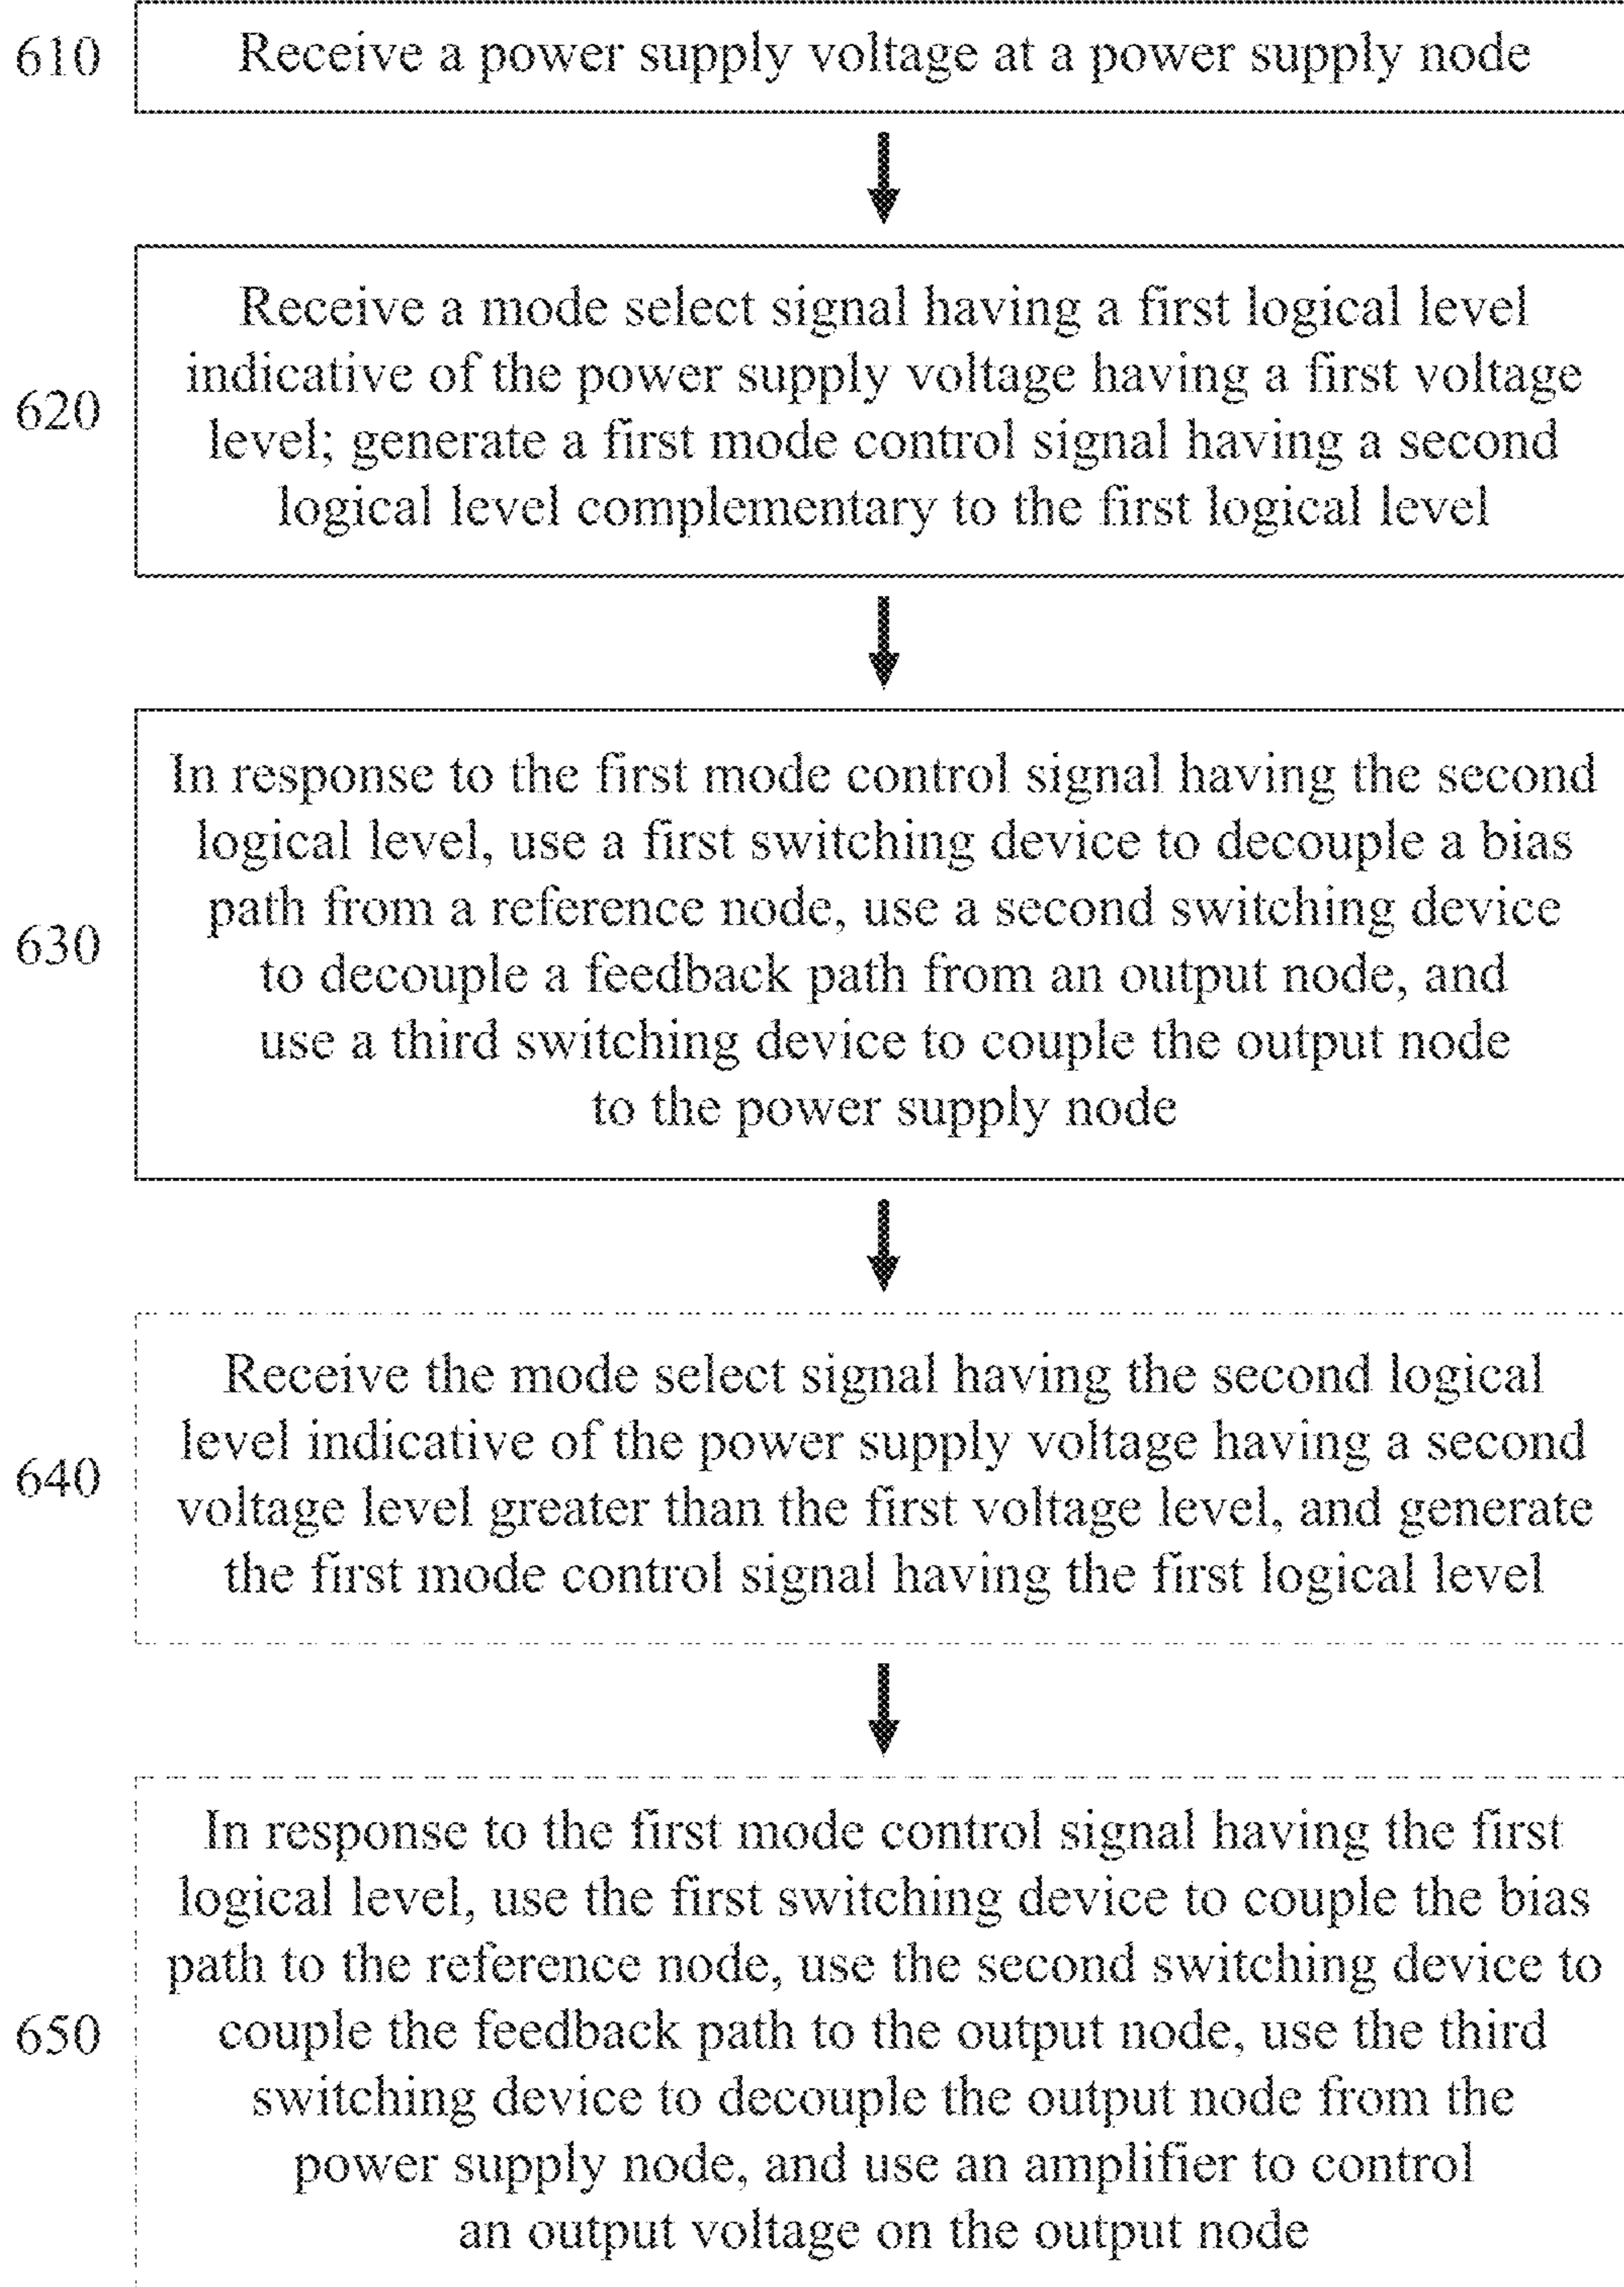 610
Receive a power supply voltage at a power supply node
620
Receive a mode select signal having a first logical level
indicative of the power supply voltage having a first voltage
level; generate a first mode control signal having a second
logical level complementary to the first logical level
630
In response to the first mode control signal having the second
logical level, use a first switching device to decouple a bias
path from a reference node, use a second switching device
to decouple a feedback path from an output node, and
use a third switching device to couple the output node
to the power supply node
640
Receive the mode select signal having the second logical
level indicative of the power supply voltage having a second
voltage level greater than the first voltage level, and generate
the first mode control signal having the first logical level
650
In response to the first mode control signal having the first
logical level, use the first switching device to couple the bias
path to the reference node, use the second switching device to
couple the feedback path to the output node, use the third
switching device to decouple the output node from the
power supply node, and use an amplifier to control
an output voltage on the output node